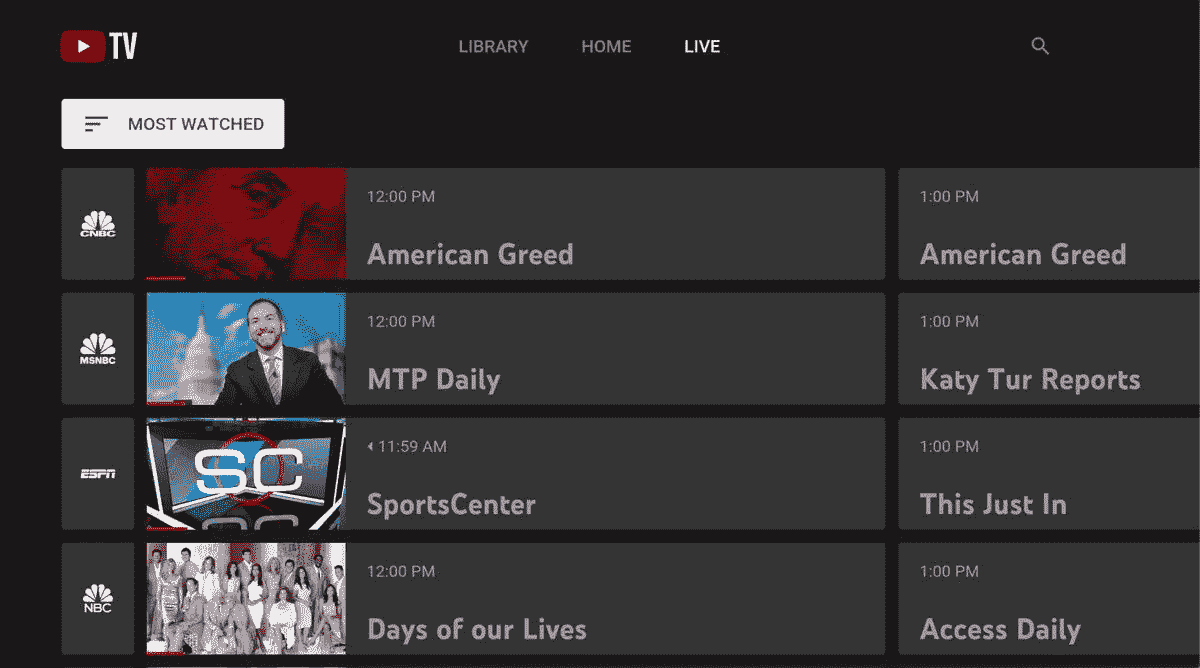 TV
LIBRARY HOME LIVE
MOST WATCHED
CNBC
12:00 PM
American Greed
1:00 PM
American Greed
MSNBC
12:00 PM
MTP Daily
1:00 PM
Katy Tur Reports
ESPN
SC
11:59 AM
SportsCenter
1:00 PM
This Just In
NBC
12:00 PM
Days of our Lives
1:00 PM
Access Daily